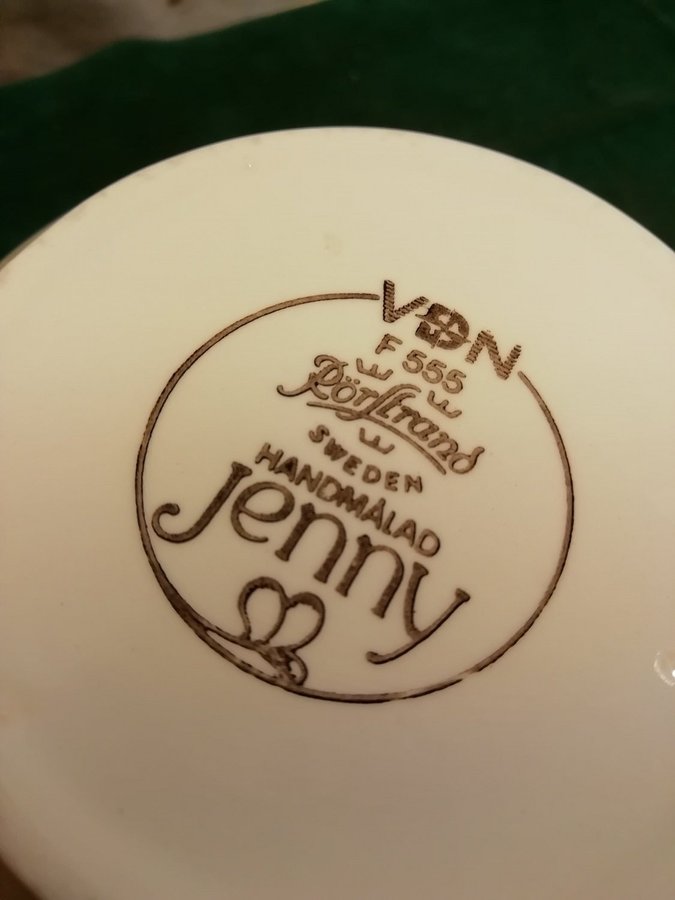 VDN
F 555
Rörstrand
SWEDEN
HANDMÅLAD
Jenny